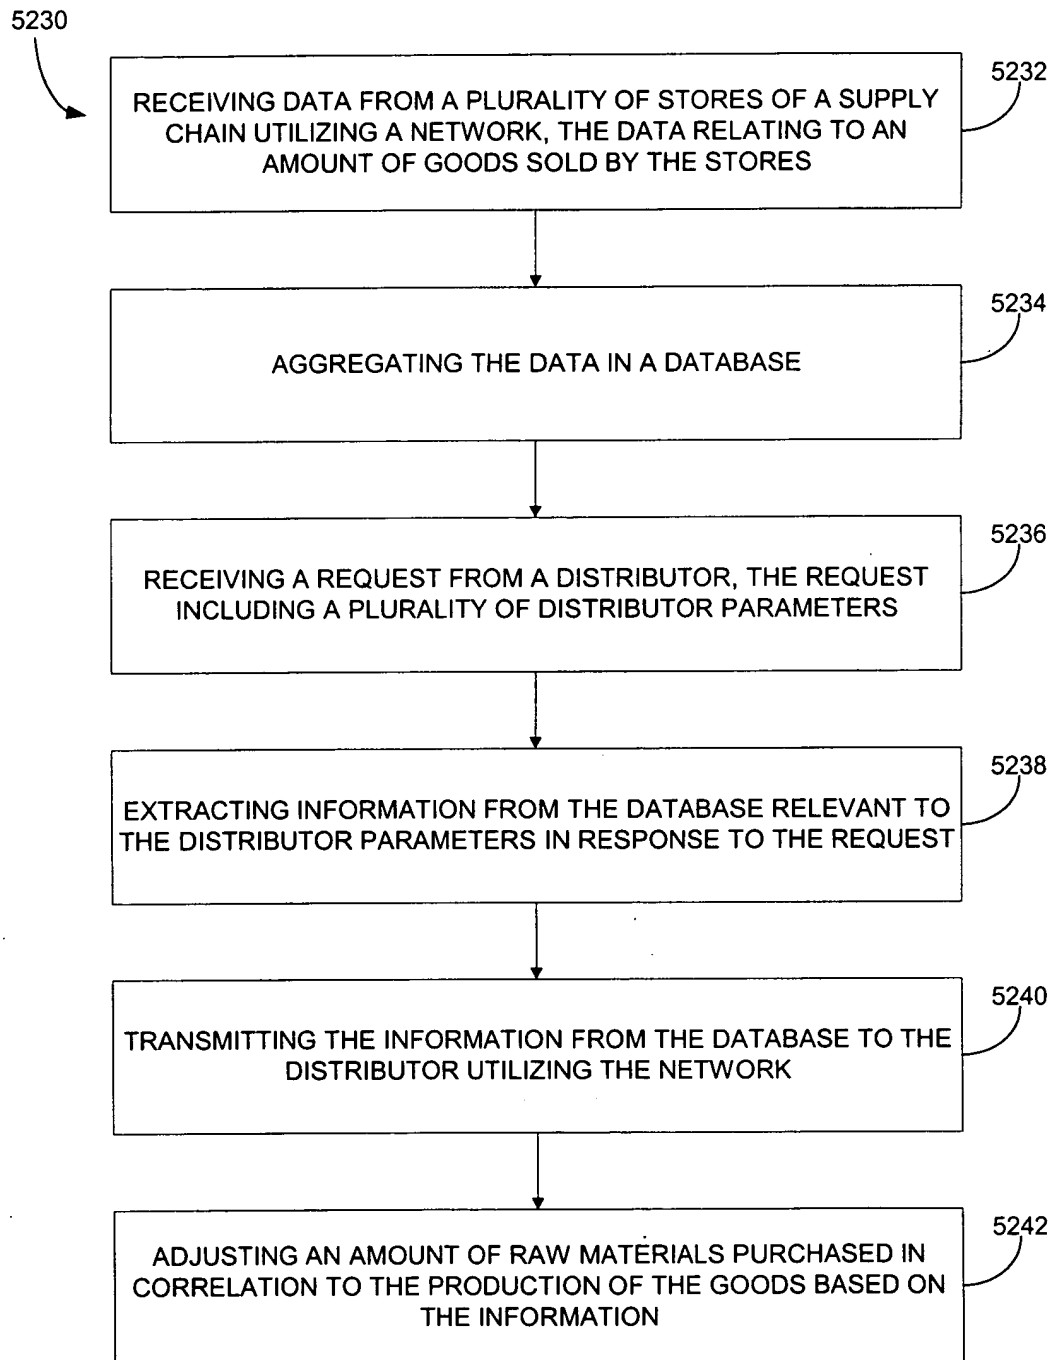 5230
5232
RECEIVING DATA FROM A PLURALITY OF STORES OF A SUPPLY
CHAIN UTILIZING A NETWORK, THE DATA RELATING TO AN
AMOUNT OF GOODS SOLD BY THE STORES
5234
AGGREGATING THE DATA IN A DATABASE
5236
RECEIVING A REQUEST FROM A DISTRIBUTOR, THE REQUEST
INCLUDING A PLURALITY OF DISTRIBUTOR PARAMETERS
5238
EXTRACTING INFORMATION FROM THE DATABASE RELEVANT TO
THE DISTRIBUTOR PARAMETERS IN RESPONSE TO THE REQUEST
5240
TRANSMITTING THE INFORMATION FROM THE DATABASE TO THE
DISTRIBUTOR UTILIZING THE NETWORK
5242
ADJUSTING AN AMOUNT OF RAW MATERIALS PURCHASED IN
CORRELATION TO THE PRODUCTION OF THE GOODS BASED ON
THE INFORMATION